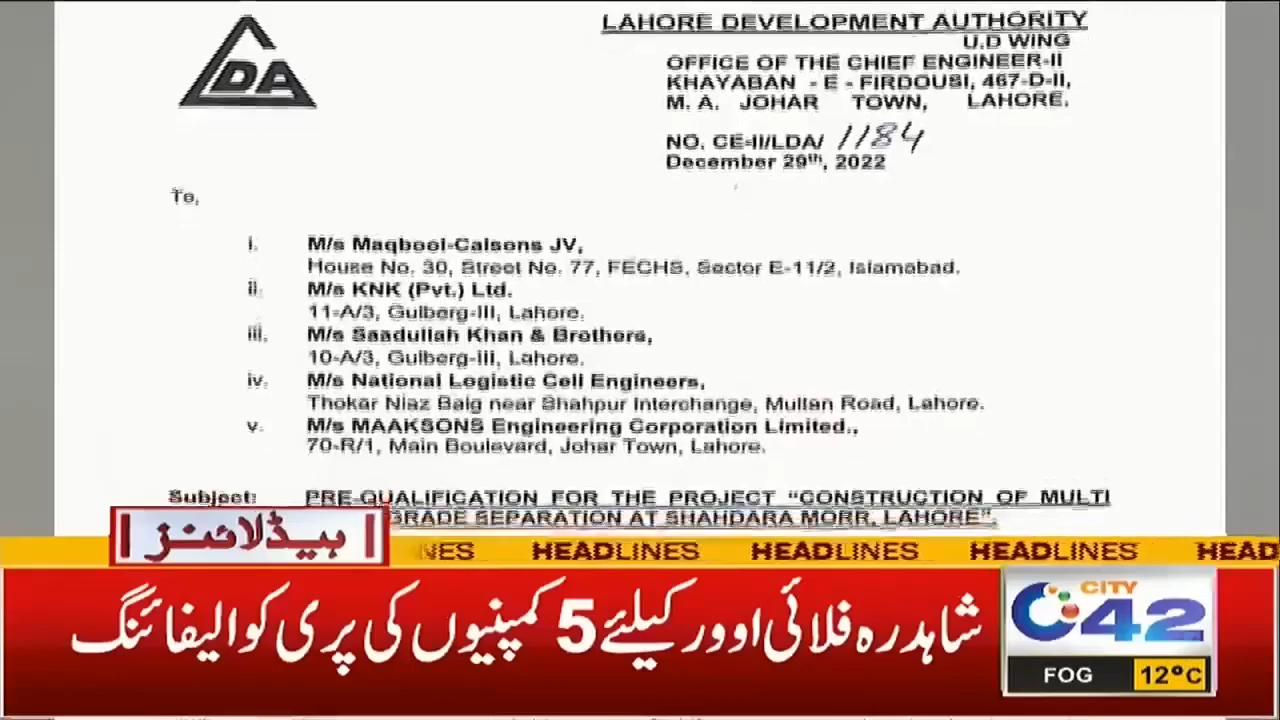 LDA
LAHORE DEVELOPMENT AUTHORITY
U.D WING
OFFICE OF THE CHIEF ENGINEER-II
KHAYABAN - E - FIRDOUSI, 467-D-II,
M. A. JOHAR TOWN, LAHORE.
NO. CE-II/LDA/ 1184
December 29th, 2022
To,
i. M/s Maqbool-Calsons JV,
House No. 30, Street No. 77, FECHS, Sector E-11/2, Islamabad.
ii. M/s KNK (Pvt.) Ltd.
11-A/3, Gulberg-III, Lahore.
iii. M/s Saadullah Khan & Brothers,
10-A/3, Gulberg-III, Lahore.
iv. M/s National Logistic Cell Engineers,
Thokar Niaz Baig near Shahpur Interchange, Multan Road, Lahore.
v. M/s MAAKSONS Engineering Corporation Limited.,
70-R/1, Main Boulevard, Johar Town, Lahore.
Subject: PRE-QUALIFICATION FOR THE PROJECT "CONSTRUCTION OF MULTI
GRADE SEPARATION AT SHAHDARA MORR, LAHORE".
ہیڈلائنز
NES HEADLINES HEADLINES HEADLINES HEAD
شاہدرہ فلائی اوور کیلئے 5 کمپنیوں کی پری کوالیفائنگ
CITY
42
FOG 12°C